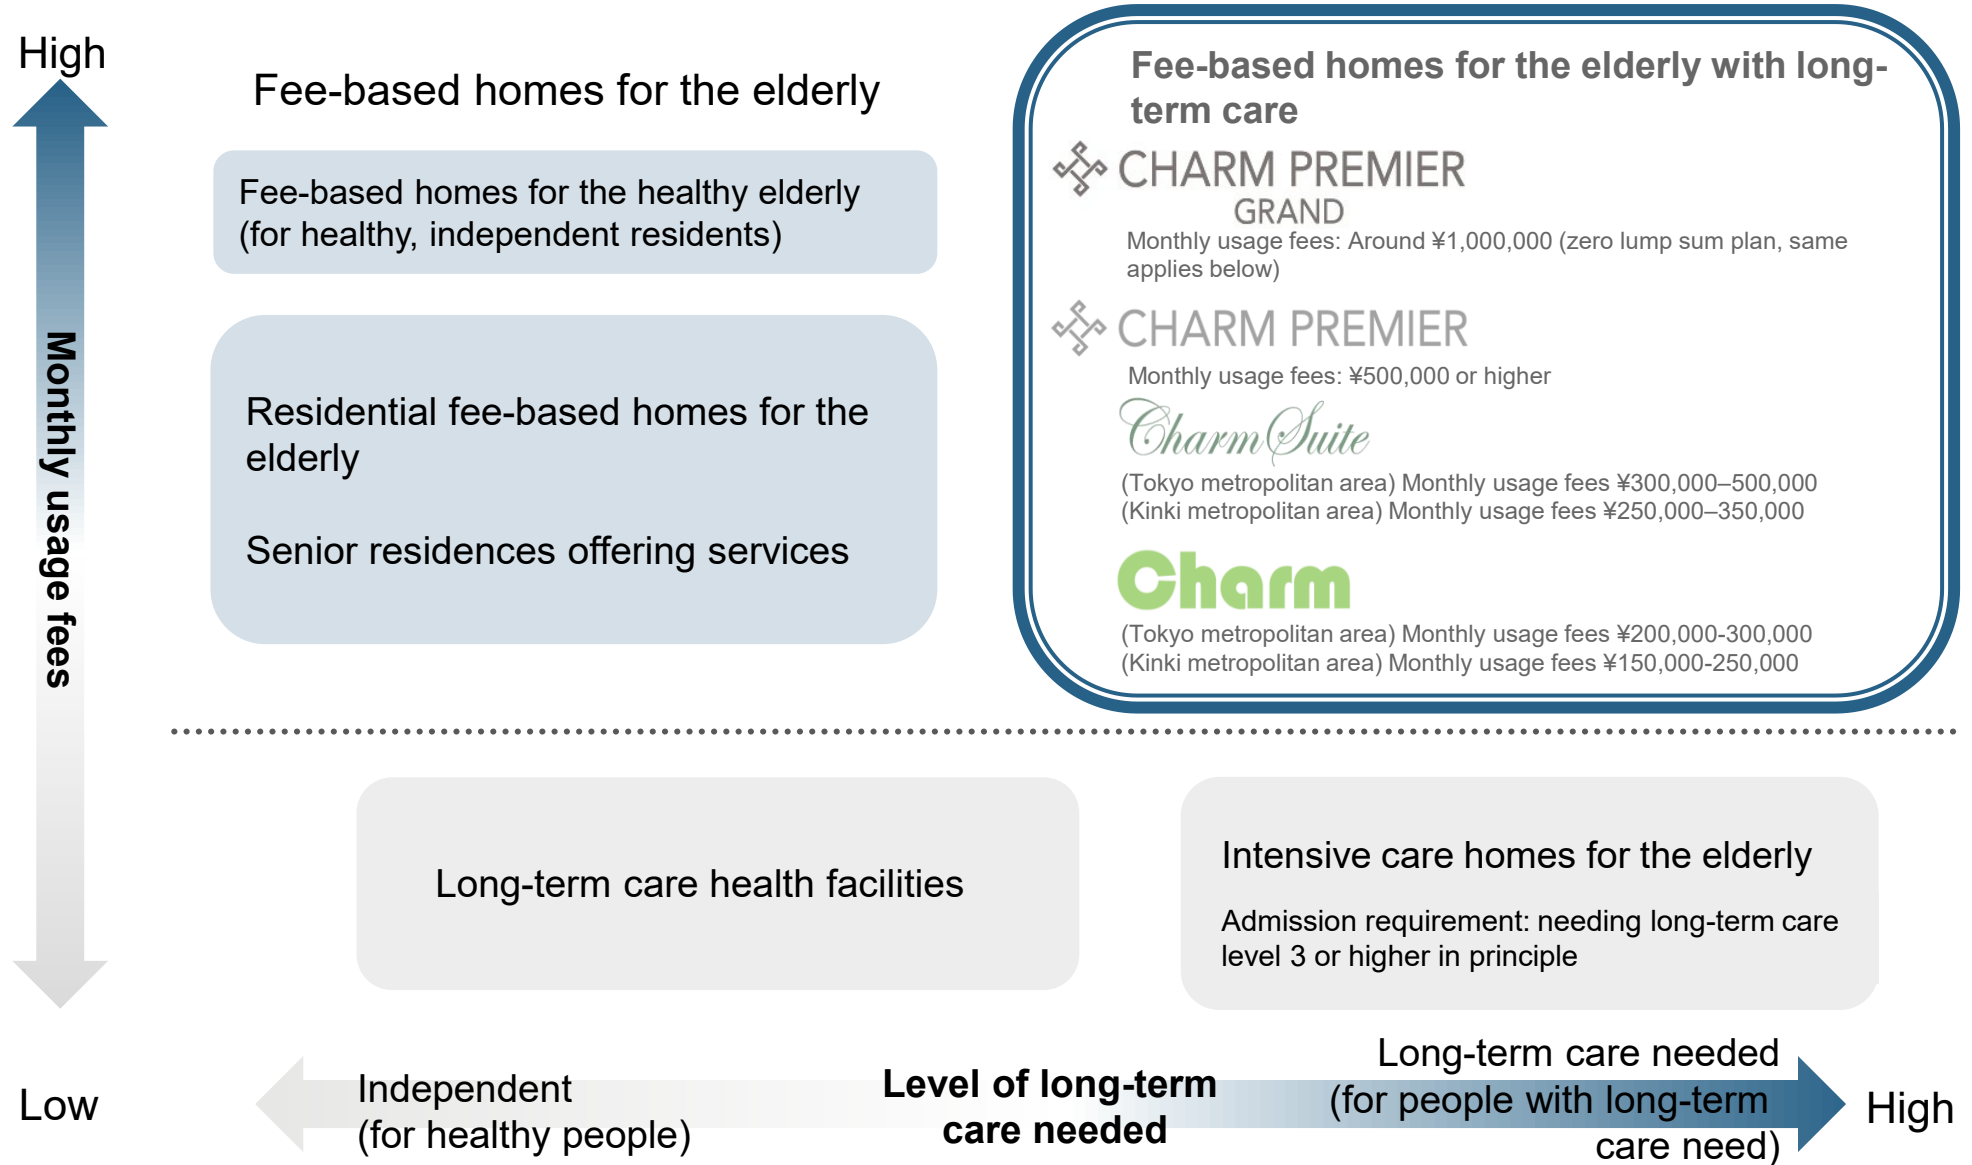 High
Monthly usage fees
Fee-based homes for the elderly
Fee-based homes for the healthy elderly
(for healthy, independent residents)
Residential fee-based homes for the
elderly
Senior residences offering services
Fee-based homes for the elderly with long-
term care
CHARM PREMIER
GRAND
Monthly usage fees: Around ¥1,000,000 (zero lump sum plan, same
applies below)
CHARM PREMIER
Monthly usage fees: ¥500,000 or higher
Charm Suite
(Tokyo metropolitan area) Monthly usage fees ¥300,000–500,000
(Kinki metropolitan area) Monthly usage fees ¥250,000–350,000
Charm
(Tokyo metropolitan area) Monthly usage fees ¥200,000-300,000
(Kinki metropolitan area) Monthly usage fees ¥150,000-250,000
Long-term care health facilities
Intensive care homes for the elderly
Admission requirement: needing long-term care
level 3 or higher in principle
Low
Independent
(for healthy people)
Level of long-term
care needed
Long-term care needed
(for people with long-term
care need)
High